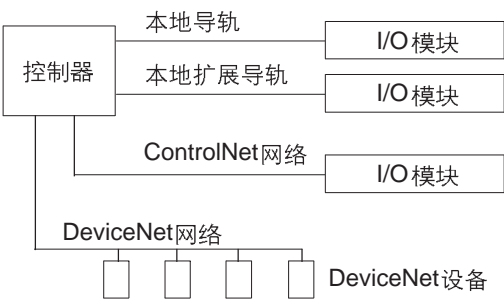 本地导轨
I/O模块
控制器
本地扩展导轨
I/O模块
ControlNet网络
I/O模块
DeviceNet网络
DeviceNet设备